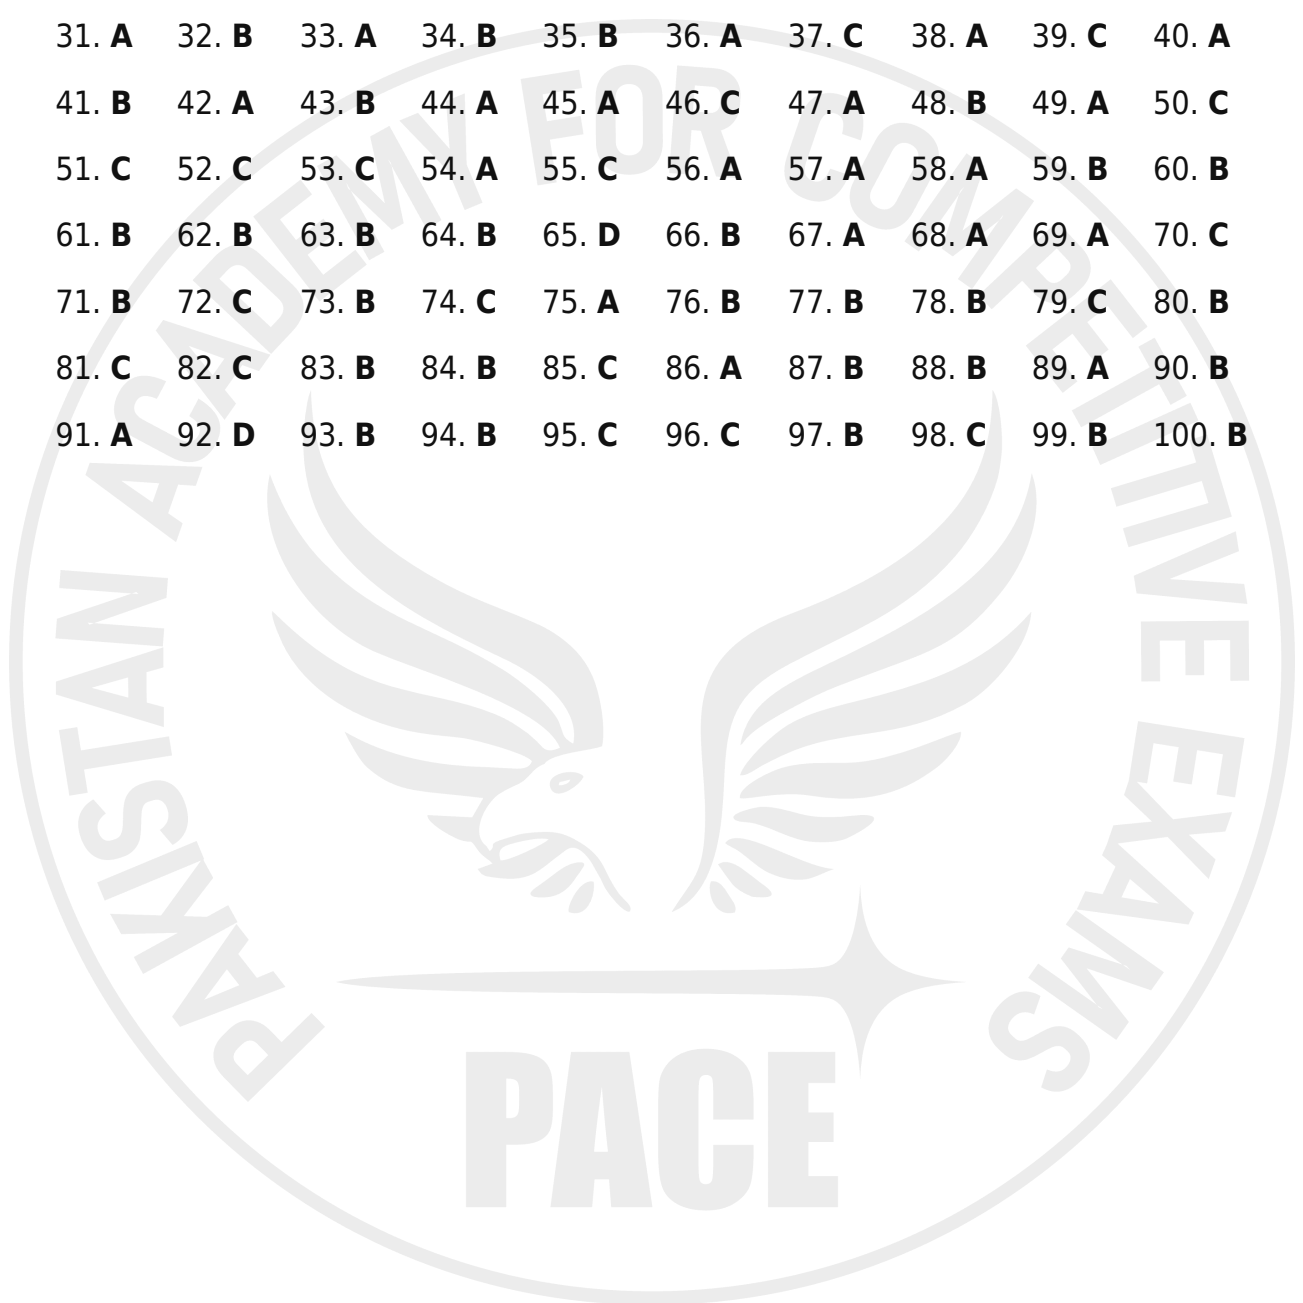 31. A 32. B 33. A 34. B 35. B 36. A 37. C 38. A 39. C 40. A
41. B 42. A 43. B 44. A 45. A 46. C 47. A 48. B 49. A 50. C
51. C 52. C 53. C 54. A 55. C 56. A 57. A 58. A 59. B 60. B
61. B 62. B 63. B 64. B 65. D 66. B 67. A 68. A 69. A 70. C
71. B 72. C 73. B 74. C 75. A 76. B 77. B 78. B 79. C 80. B
81. C 82. C 83. B 84. B 85. C 86. A 87. B 88. B 89. A 90. B
91. A 92. D 93. B 94. B 95. C 96. C 97. B 98. C 99. B 100. B
PAKISTAN ACADEMY FOR COMPETITIVE EXAMS
PACE